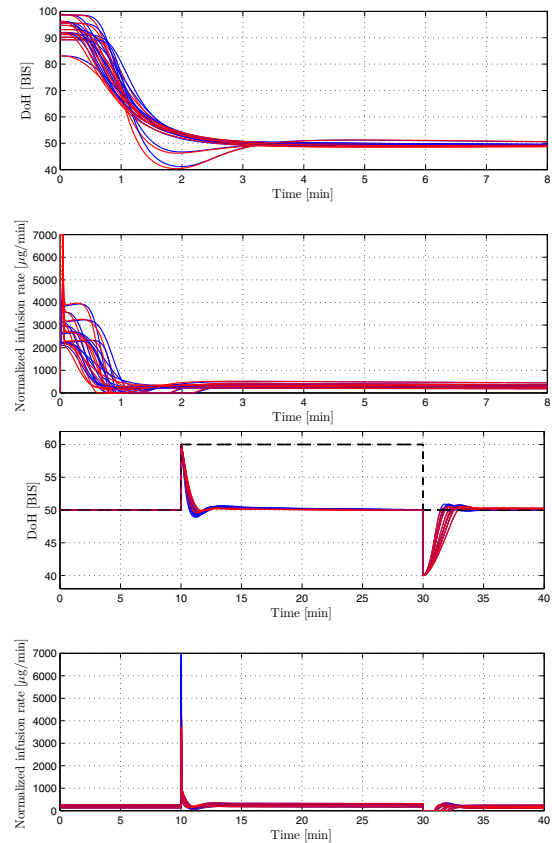 100
90
80
70
60
50
40
DoH [BIS]
0 1 2 3 4 5 6 7 8
Time [min]
7000
6000
5000
4000
3000
2000
1000
0
Normalized infusion rate [μg/min]
0 1 2 3 4 5 6 7 8
Time [min]
60
55
50
45
40
DoH [BIS]
0 5 10 15 20 25 30 35 40
Time [min]
7000
6000
5000
4000
3000
2000
1000
0
Normalized infusion rate [μg/min]
0 5 10 15 20 25 30 35 40
Time [min]